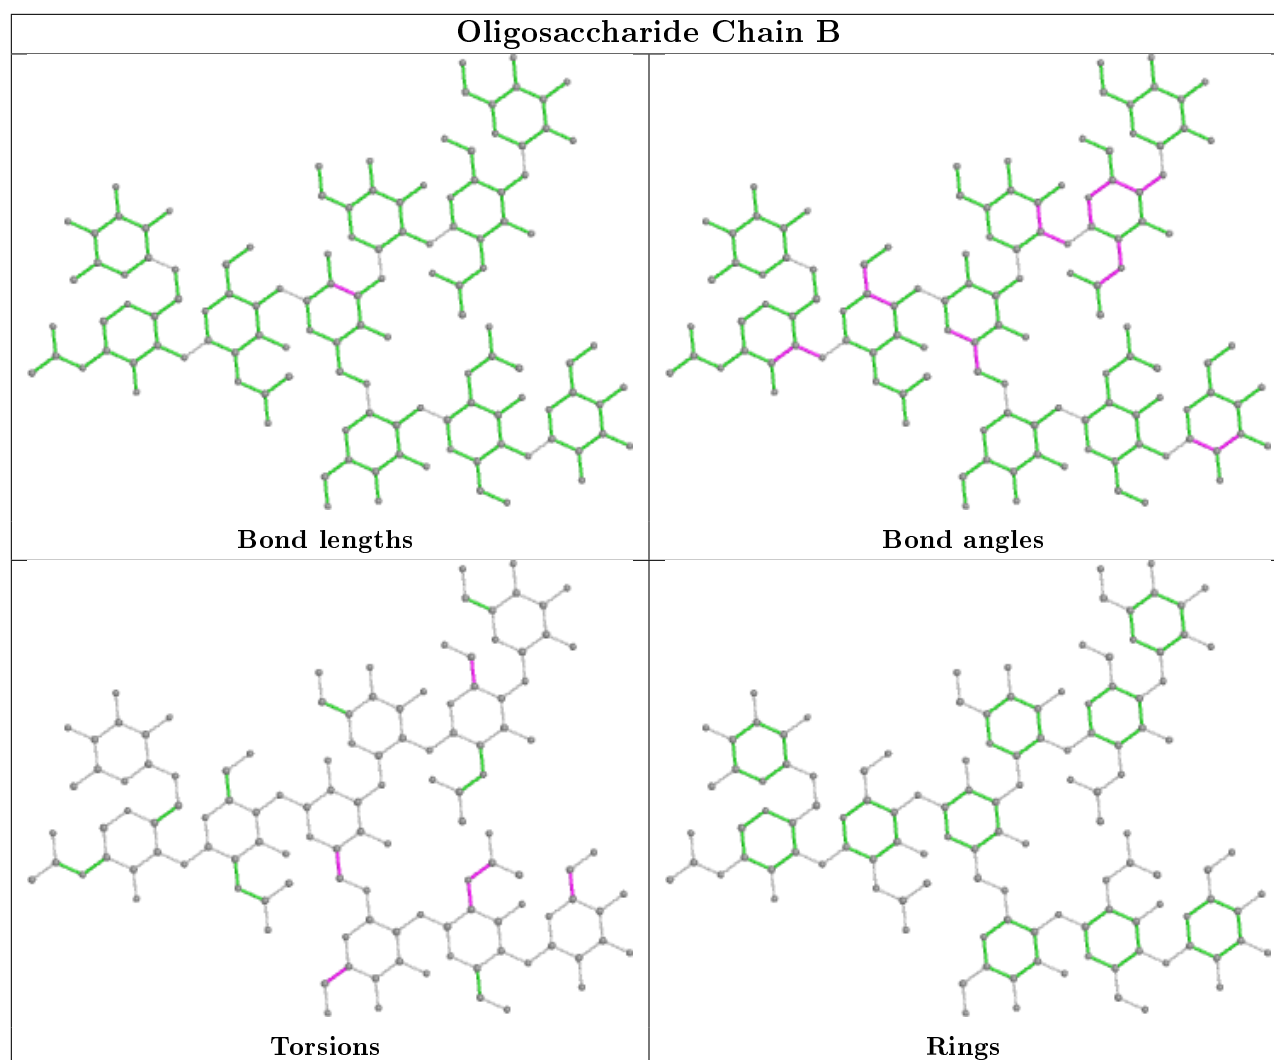 Oligosaccharide Chain B
Bond lengths
Bond angles
Torsions
Rings